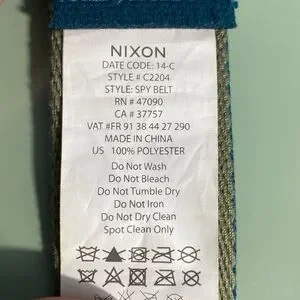 NIXON
DATE CODE: 14-C
STYLE # C2204
STYLE: SPY BELT
RN # 47090
CA # 37757
VAT #FR 91 38 44 27 290
MADE IN CHINA
US 100% POLYESTER
Do Not Wash
Do Not Bleach
Do Not Tumble Dry
Do Not Iron
Do Not Dry Clean
Spot Clean Only